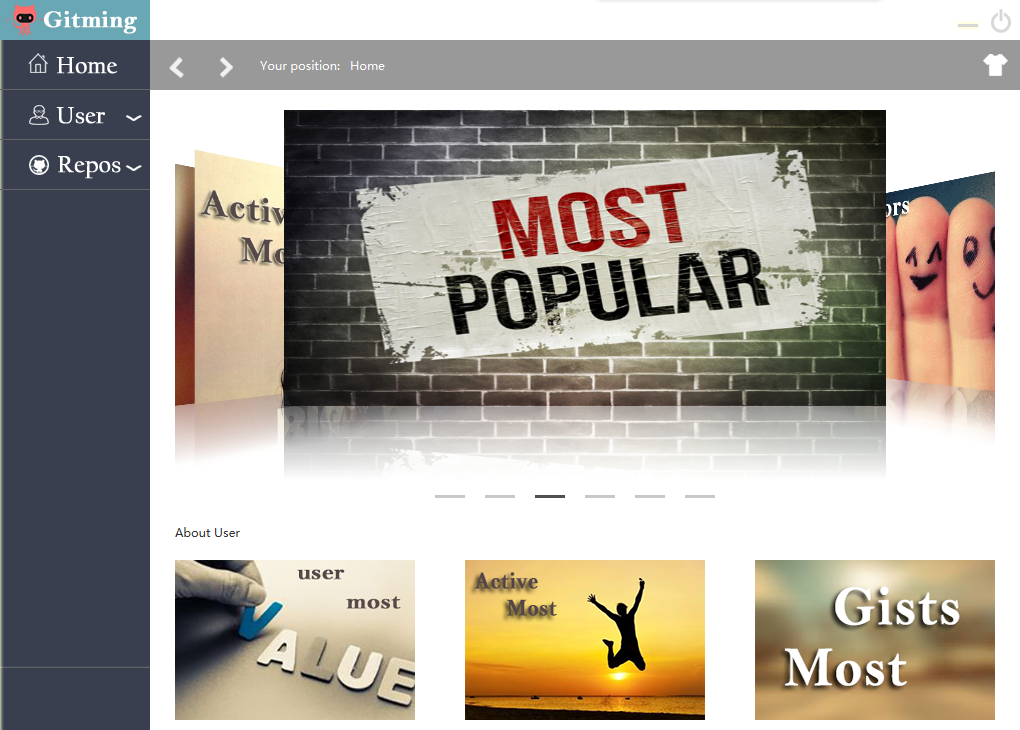 Gitming
Home
User
Repos
Your position: Home
Activ
Mo
MOST
POPULAR
ors
About User
user
most
VALUE
Active
Most
Gists
Most